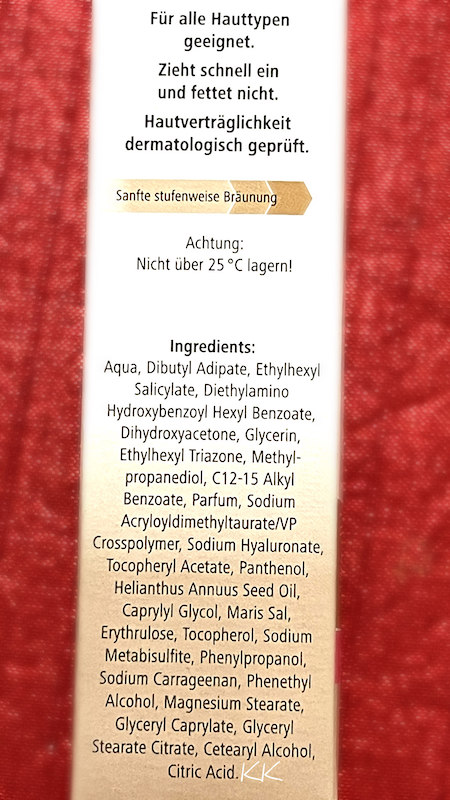 Für alle Hauttypen
geeignet.
Zieht schnell ein
und fettet nicht.
Hautverträglichkeit
dermatologisch geprüft.
Sanfte stufenweise Bräunung
Achtung:
Nicht über 25 °C lagern!
Ingredients:
Aqua, Dibutyl Adipate, Ethylhexyl
Salicylate, Diethylamino
Hydroxybenzoyl Hexyl Benzoate,
Dihydroxyacetone, Glycerin,
Ethylhexyl Triazone, Methyl-
propanediol, C12-15 Alkyl
Benzoate, Parfum, Sodium
Acryloyldimethyltaurate/VP
Crosspolymer, Sodium Hyaluronate,
Tocopheryl Acetate, Panthenol,
Helianthus Annuus Seed Oil,
Caprylyl Glycol, Maris Sal,
Erythrulose, Tocopherol, Sodium
Metabisulfite, Phenylpropanol,
Sodium Carrageenan, Phenethyl
Alcohol, Magnesium Stearate,
Glyceryl Caprylate, Glyceryl
Stearate Citrate, Cetearyl Alcohol,
Citric Acid. KK